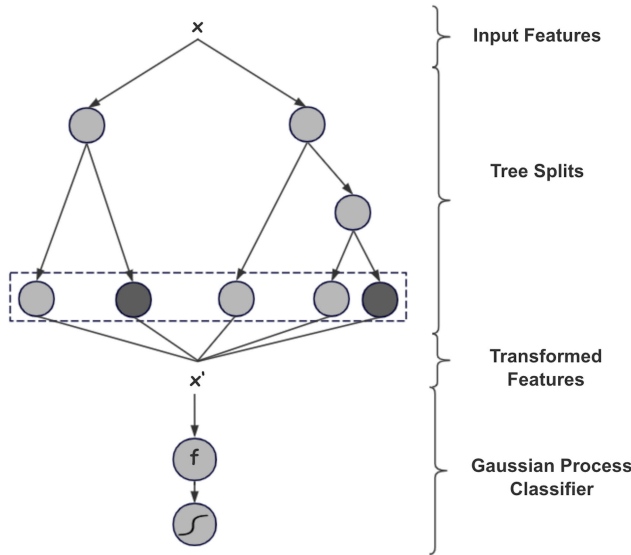 x
Input Features
Tree Splits
Transformed
Features
x'
f
Gaussian Process
Classifier